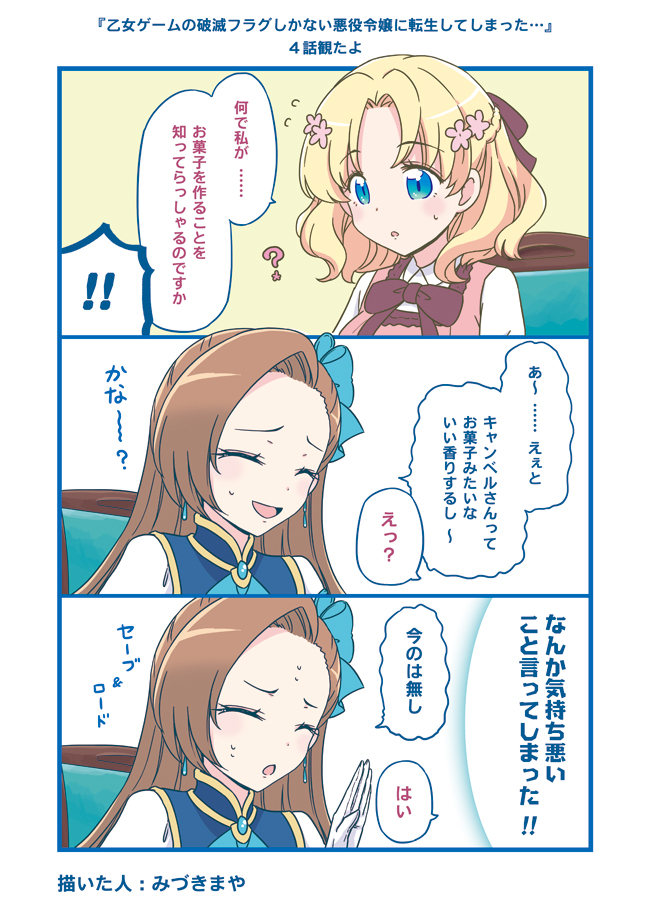 『乙女ゲームの破滅フラグしかない悪役令嬢に転生してしまった…』
4話観たよ
何で私が ……
お菓子を作ることを
知ってらっしゃるのですか
?
!!
あ〜 …… えぇと
キャンベルさんって
お菓子みたいな
いい香りするし 〜
えっ?
かな〜〜?
なんか気持ち悪い
こと言ってしまった!!
今のは無し
はい
セーブ
&
ロード
描いた人:みづきまや